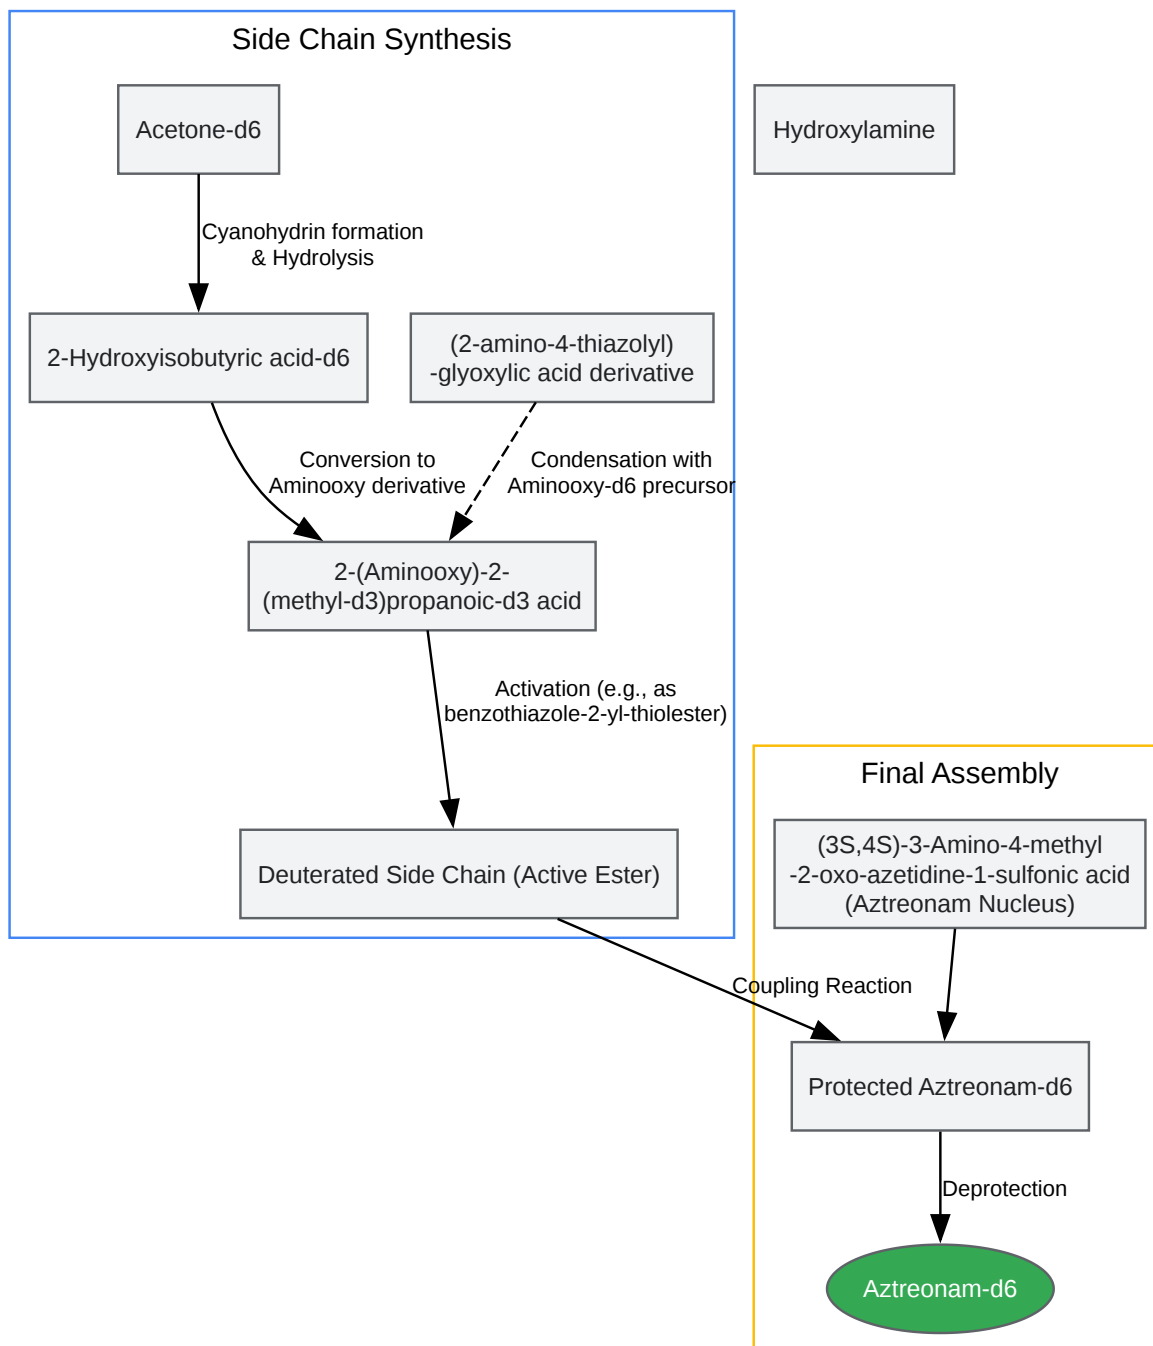 Side Chain Synthesis
Acetone-d6
Hydroxylamine
Cyanohydrin formation
& Hydrolysis
2-Hydroxyisobutyric acid-d6
(2-amino-4-thiazolyl)
-glyoxylic acid derivative
Conversion to
Aminooxy derivative
Condensation with
Aminooxy-d6 precursor
2-(Aminooxy)-2-
(methyl-d3)propanoic-d3 acid
Activation (e.g., as
benzothiazole-2-yl-thiolester)
Deuterated Side Chain (Active Ester)
Final Assembly
(3S,4S)-3-Amino-4-methyl
-2-oxo-azetidine-1-sulfonic acid
(Aztreonam Nucleus)
Coupling Reaction
Protected Aztreonam-d6
Deprotection
Aztreonam-d6